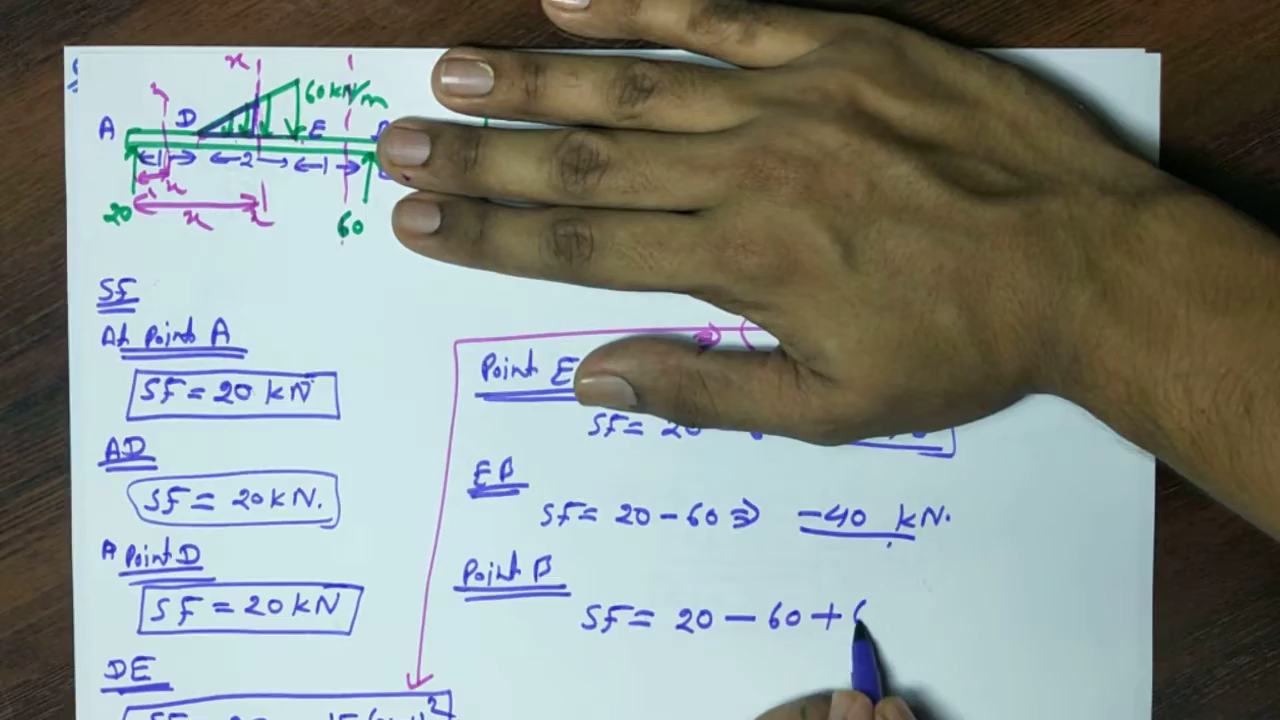 x 60 kN/m
A D E
1 2 1
x
20 x 60
SF
At Point A
SF = 20 kN
AD
SF = 20 kN.
A Point D
SF = 20 kN
DE
Point E
SF = 20
EB
SF = 20 - 60 ⇒ -40 kN.
Point B
SF = 20 - 60 + 6